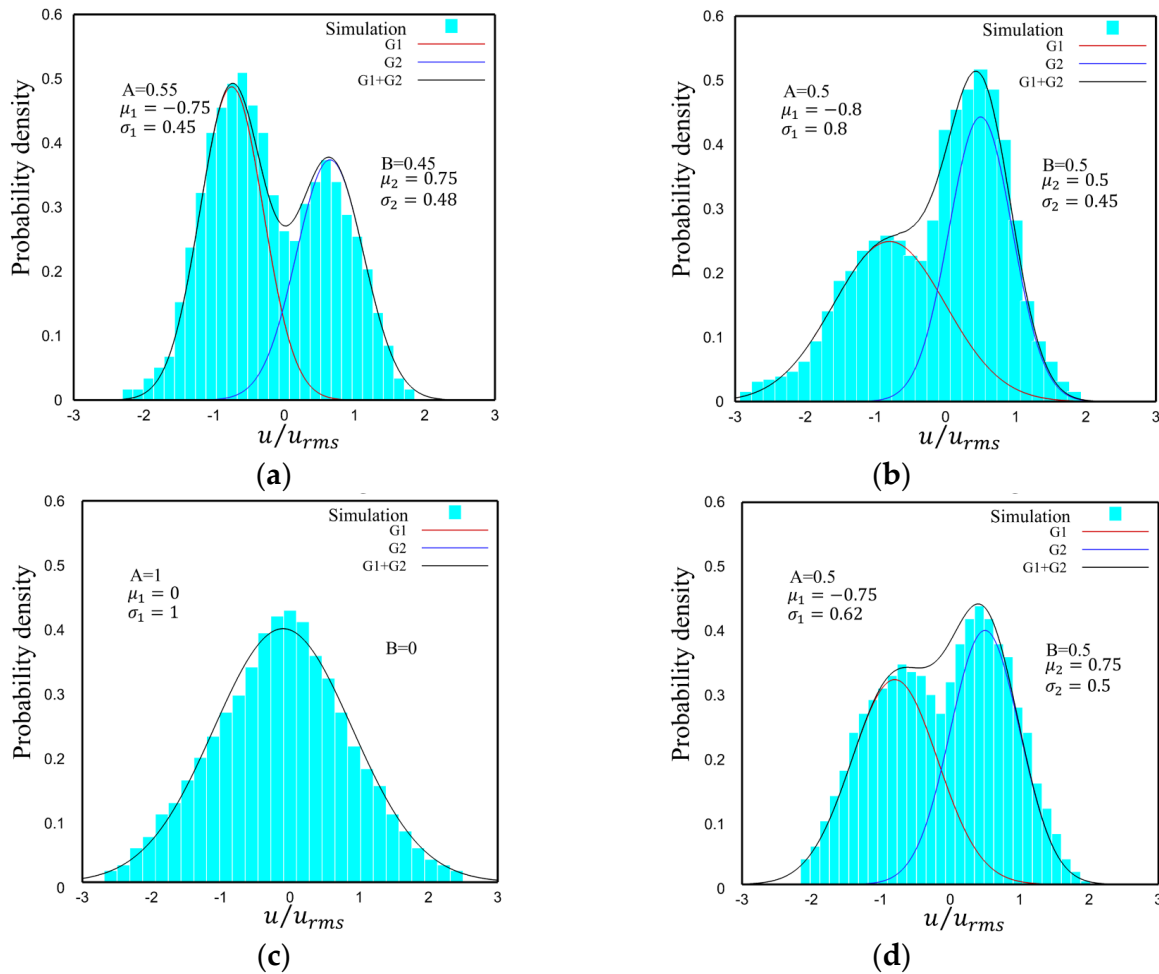 0.6
0.5
0.4
0.3
0.2
0.1
0
Probability density
Simulation
G1
G2
G1+G2
A=0.55
μ₁ = −0.75
σ₁ = 0.45
B=0.45
μ₂ = 0.75
σ₂ = 0.48
-3 -2 -1 0 1 2 3
u/uᵣₘₛ
(a)
0.6
0.5
0.4
0.3
0.2
0.1
0
Probability density
Simulation
G1
G2
G1+G2
A=0.5
μ₁ = −0.8
σ₁ = 0.8
B=0.5
μ₂ = 0.5
σ₂ = 0.45
-3 -2 -1 0 1 2 3
u/uᵣₘₛ
(b)
0.6
0.5
0.4
0.3
0.2
0.1
0
Probability density
Simulation
G1
G2
G1+G2
A=1
μ₁ = 0
σ₁ = 1
B=0
-3 -2 -1 0 1 2 3
u/uᵣₘₛ
(c)
0.6
0.5
0.4
0.3
0.2
0.1
0
Probability density
Simulation
G1
G2
G1+G2
A=0.5
μ₁ = −0.75
σ₁ = 0.62
B=0.5
μ₂ = 0.75
σ₂ = 0.5
-3 -2 -1 0 1 2 3
u/uᵣₘₛ
(d)